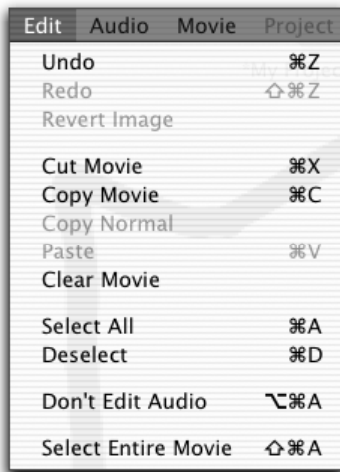 Edit Audio Movie Project
Undo ⌘Z
Redo ⇧⌘Z
Revert Image
Cut Movie ⌘X
Copy Movie ⌘C
Copy Normal
Paste ⌘V
Clear Movie
Select All ⌘A
Deselect ⌘D
Don't Edit Audio ⌥⌘A
Select Entire Movie ⇧⌘A